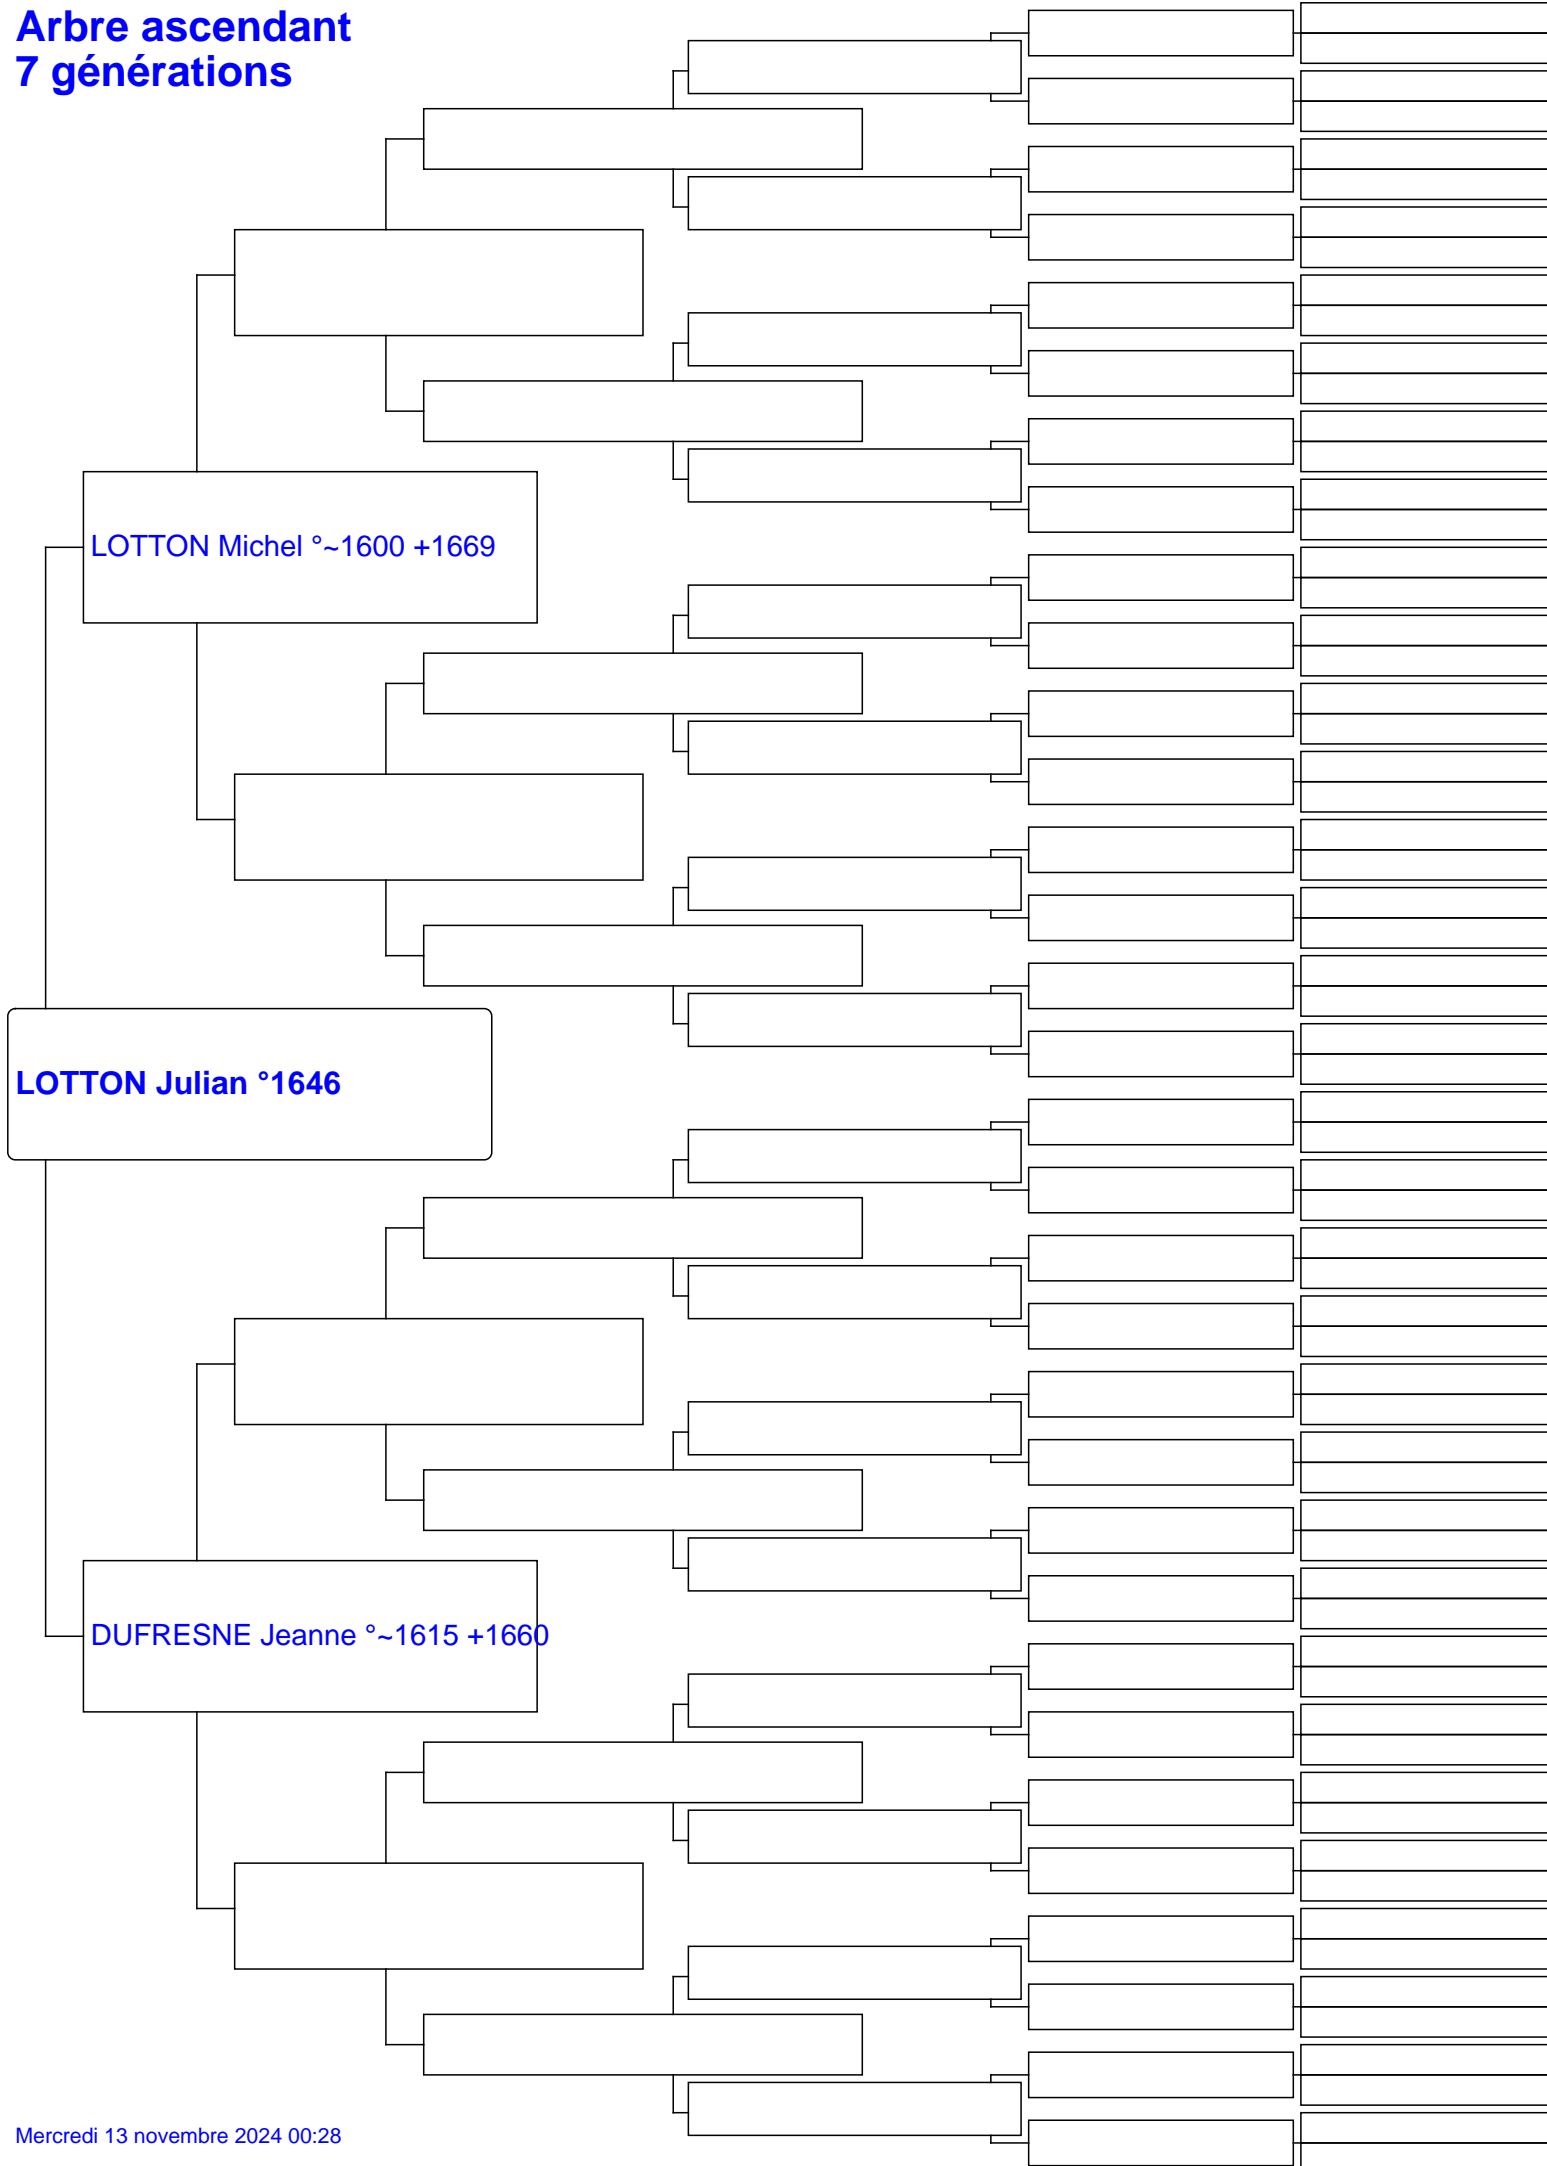 Arbre ascendant
7 générations
LOTTON Michel °~1600 +1669
LOTTON Julian °1646
DUFRESNE Jeanne °~1615 +1660
Mercredi 13 novembre 2024 00:28